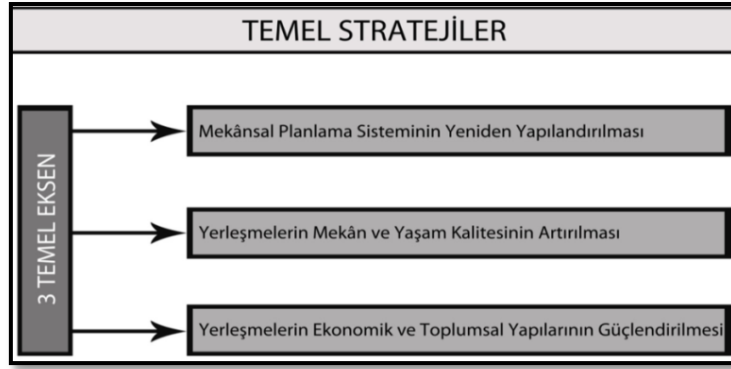 TEMEL STRATEJİLER
3 TEMEL EKSEN
Mekânsal Planlama Sisteminin Yeniden Yapılandırılması
Yerleşmelerin Mekân ve Yaşam Kalitesinin Artırılması
Yerleşmelerin Ekonomik ve Toplumsal Yapılarının Güçlendirilmesi